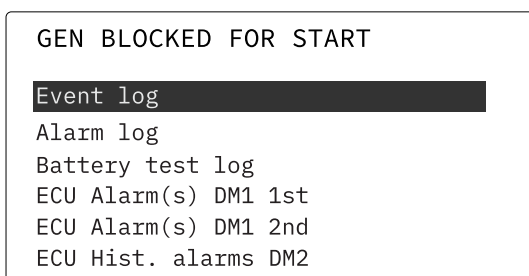 GEN BLOCKED FOR START
Event log
Alarm log
Battery test log
ECU Alarm(s) DM1 1st
ECU Alarm(s) DM1 2nd
ECU Hist. alarms DM2